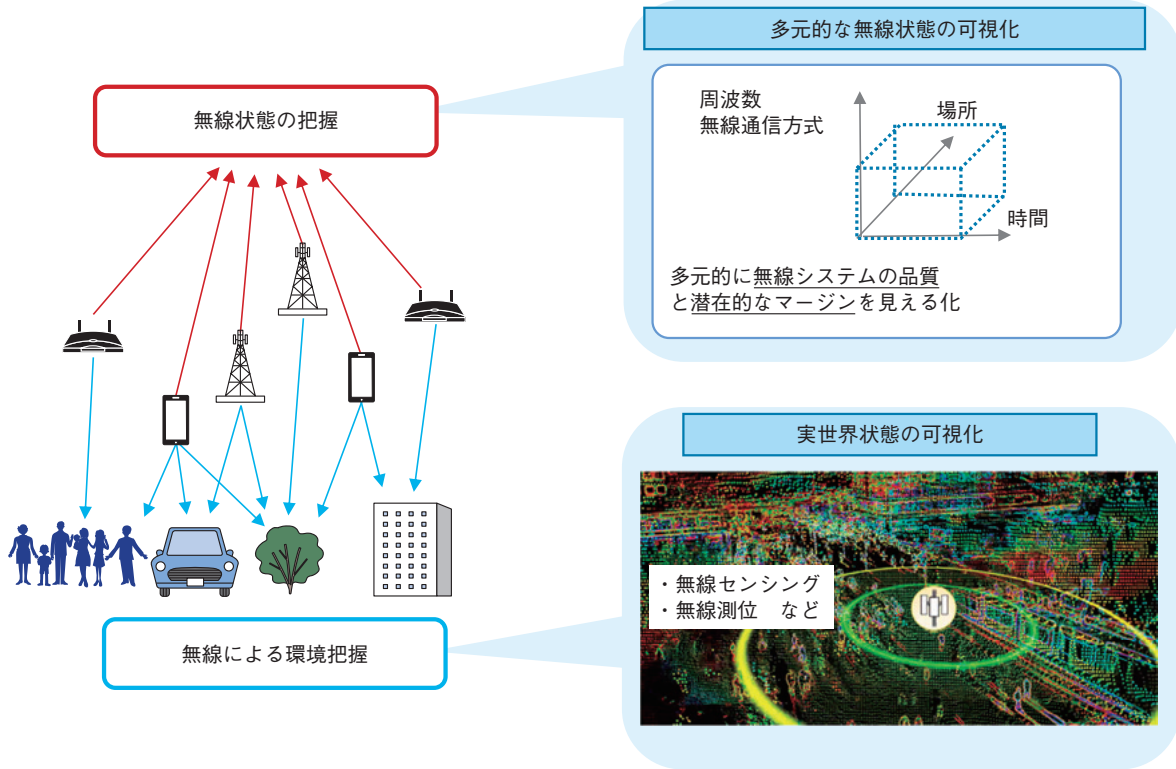 多元的な無線状態の可視化
無線状態の把握
周波数
無線通信方式
場所
時間
多元的に無線システムの品質
と潜在的なマージンを見える化
実世界状態の可視化
・無線センシング
・無線測位　など
無線による環境把握